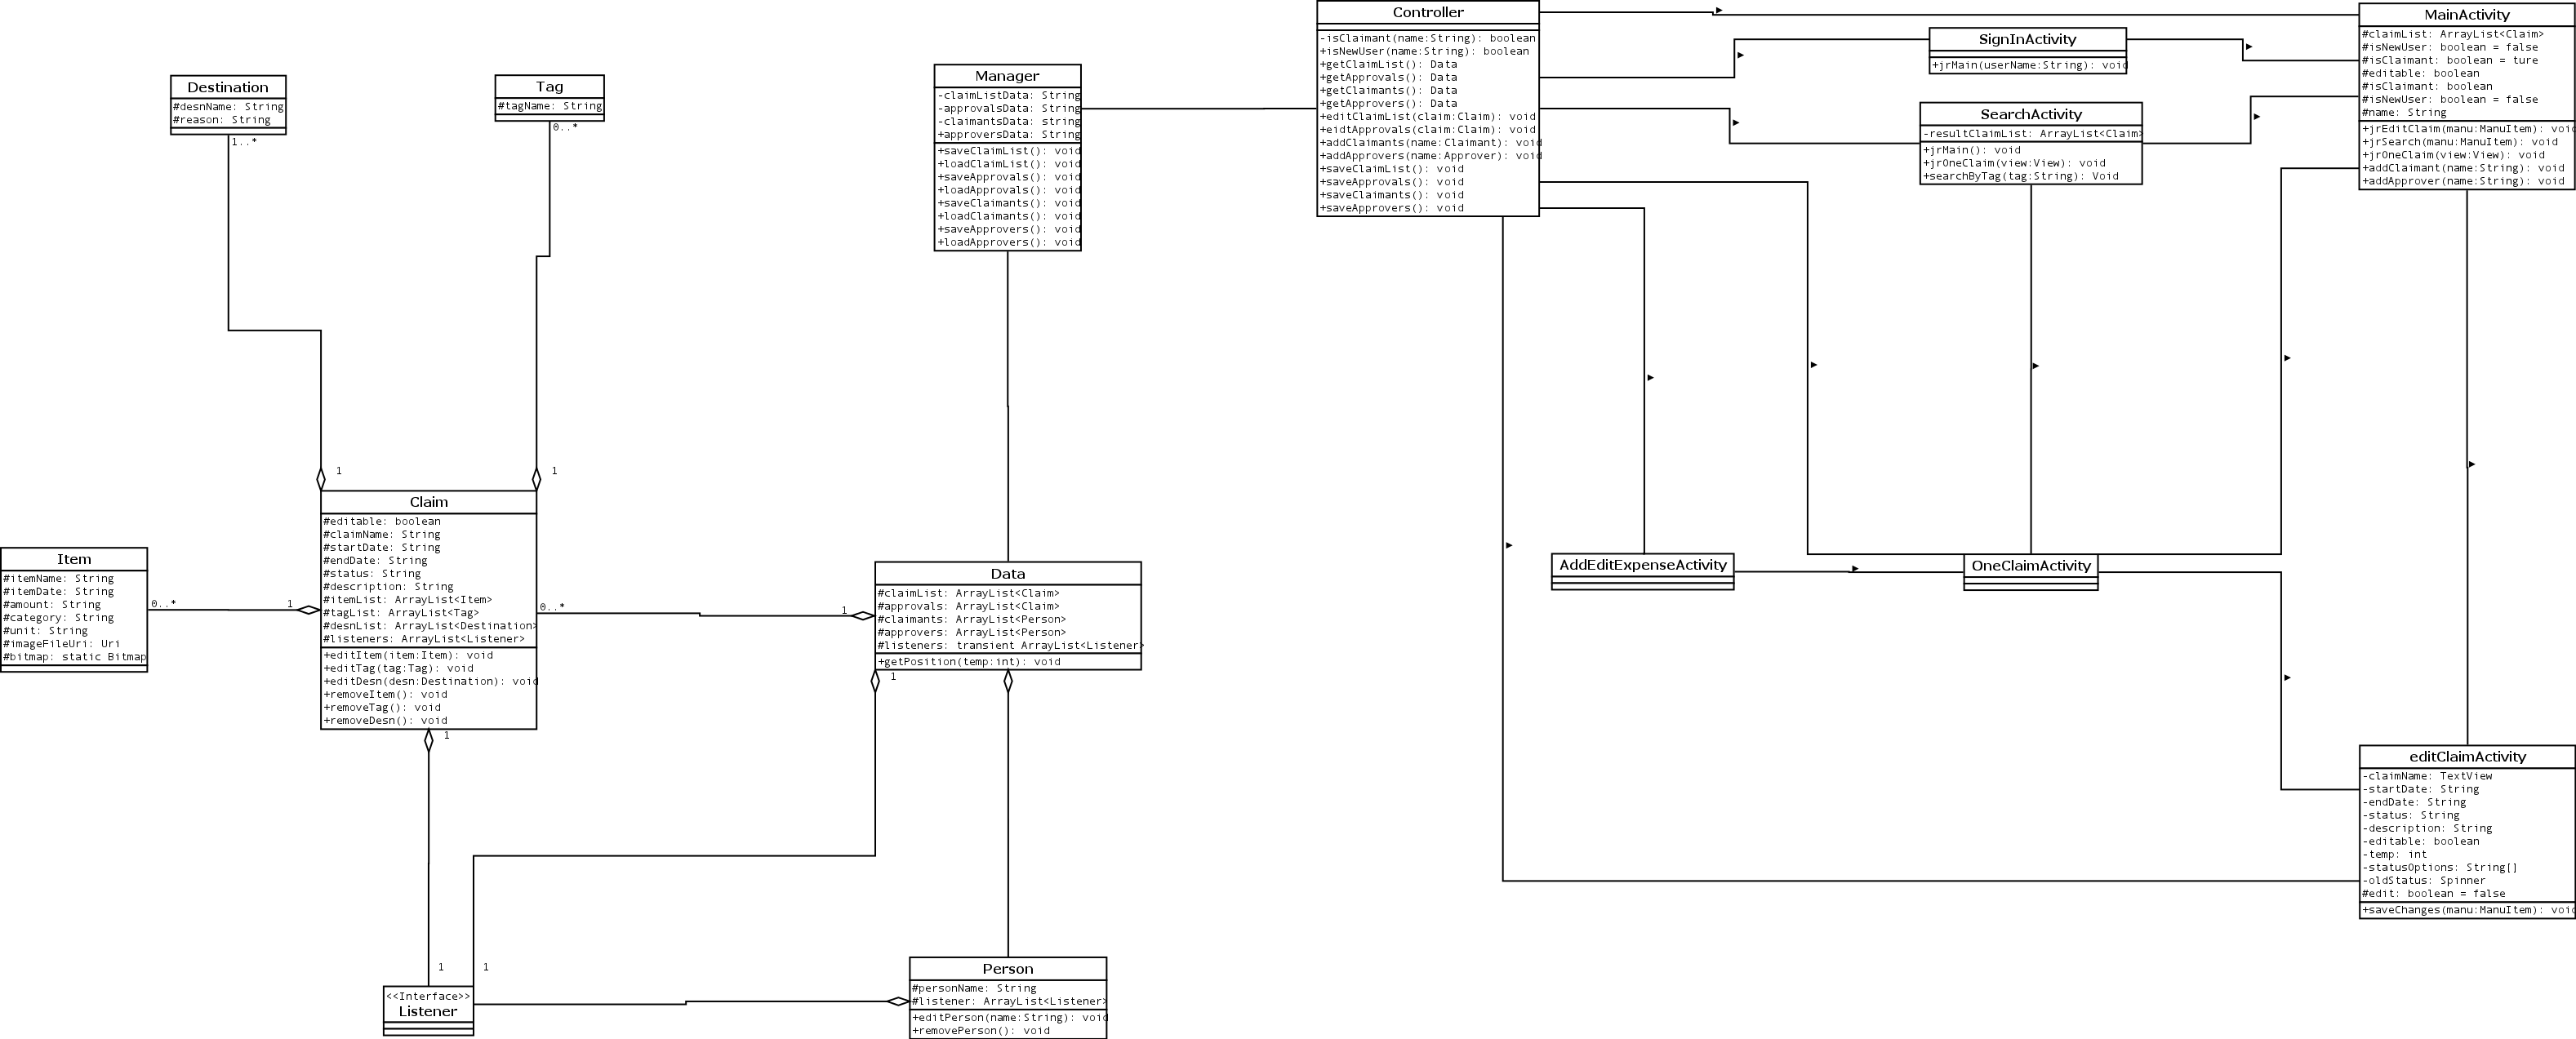 Destination
#desnName: String
#reason: String
1..*
Tag
#tagName: String
0..*
Manager
-claimListData: String
-approvalsData: String
-claimantsData: string
+approversData: String
+saveClaimList(): void
+loadClaimList(): void
+saveApprovals(): void
+loadApprovals(): void
+saveClaimants(): void
+loadClaimants(): void
+saveApprovers(): void
+loadApprovers(): void
Controller
-isClaimant(name:String): boolean
+isNewUser(name:String): boolean
+getClaimList(): Data
+getApprovals(): Data
+getClaimants(): Data
+getApprovers(): Data
+editClaimList(claim:Claim): void
+eidtApprovals(claim:Claim): void
+addClaimants(name:Claimant): void
+addApprovers(name:Approver): void
+saveClaimList(): void
+saveApprovals(): void
+saveClaimants(): void
+saveApprovers(): void
SignInActivity
+jrMain(userName:String): void
SearchActivity
-resultClaimList: ArrayList<Claim>
+jrMain(): void
+jrOneClaim(view:View): void
+searchByTag(tag:String): Void
MainActivity
#claimList: ArrayList<Claim>
#isNewUser: boolean = false
#isClaimant: boolean = ture
#editable: boolean
#isClaimant: boolean
#isNewUser: boolean = false
#name: String
+jrEditClaim(manu:ManuItem): void
+jrSearch(manu:ManuItem): void
+jrOneClaim(view:View): void
+addClaimant(name:String): void
+addApprover(name:String): void
1
1
Claim
#editable: boolean
#claimName: String
#startDate: String
#endDate: String
#status: String
#description: String
#itemList: ArrayList<Item>
#tagList: ArrayList<Tag>
#desnList: ArrayList<Destination>
#listeners: ArrayList<Listener>
+editItem(item:Item): void
+editTag(tag:Tag): void
+editDesn(desn:Destination): void
+removeItem(): void
+removeTag(): void
+removeDesn(): void
Item
#itemName: String
#itemDate: String
#amount: String
#category: String
#unit: String
#imageFileUri: Uri
#bitmap: static Bitmap
0..*
1
0..*
1
Data
#claimList: ArrayList<Claim>
#approvals: ArrayList<Claim>
#claimants: ArrayList<Person>
#approvers: ArrayList<Person>
#listeners: transient ArrayList<Listener>
+getPosition(temp:int): void
1
1
AddEditExpenseActivity
OneClaimActivity
editClaimActivity
-claimName: TextView
-startDate: String
-endDate: String
-status: String
-description: String
-editable: boolean
-temp: int
-statusOptions: String[]
-oldStatus: Spinner
#edit: boolean = false
+saveChanges(manu:ManuItem): void
1
1
<<Interface>>
Listener
Person
#personName: String
#listener: ArrayList<Listener>
+editPerson(name:String): void
+removePerson(): void